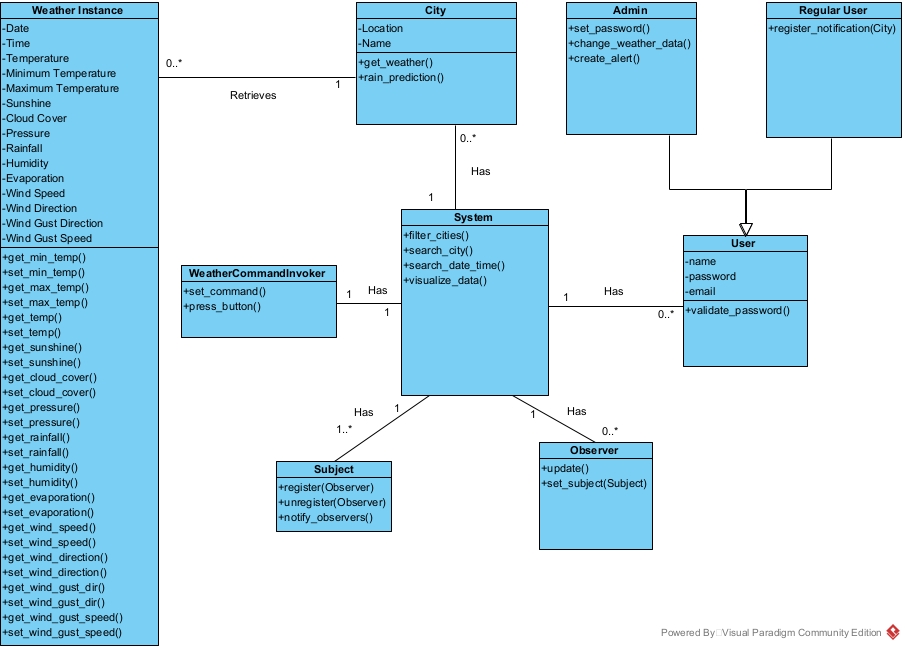 Weather Instance
-Date
-Time
-Temperature
-Minimum Temperature
-Maximum Temperature
-Sunshine
-Cloud Cover
-Pressure
-Rainfall
-Humidity
-Evaporation
-Wind Speed
-Wind Direction
-Wind Gust Direction
-Wind Gust Speed
+get_min_temp()
+set_min_temp()
+get_max_temp()
+set_max_temp()
+get_temp()
+set_temp()
+get_sunshine()
+set_sunshine()
+get_cloud_cover()
+set_cloud_cover()
+get_pressure()
+set_pressure()
+get_rainfall()
+set_rainfall()
+get_humidity()
+set_humidity()
+get_evaporation()
+set_evaporation()
+get_wind_speed()
+set_wind_speed()
+get_wind_direction()
+set_wind_direction()
+get_wind_gust_dir()
+set_wind_gust_dir()
+get_wind_gust_speed()
+set_wind_gust_speed()
0..*
Retrieves
1
City
-Location
-Name
+get_weather()
+rain_prediction()
0..*
Has
1
Admin
+set_password()
+change_weather_data()
+create_alert()
Regular User
+register_notification(City)
System
+filter_cities()
+search_city()
+search_date_time()
+visualize_data()
WeatherCommandInvoker
+set_command()
+press_button()
1
Has
1
1
Has
0..*
User
-name
-password
-email
+validate_password()
Has
1
1..*
Subject
+register(Observer)
+unregister(Observer)
+notify_observers()
1
Has
0..*
Observer
+update()
+set_subject(Subject)
Powered By Visual Paradigm Community Edition